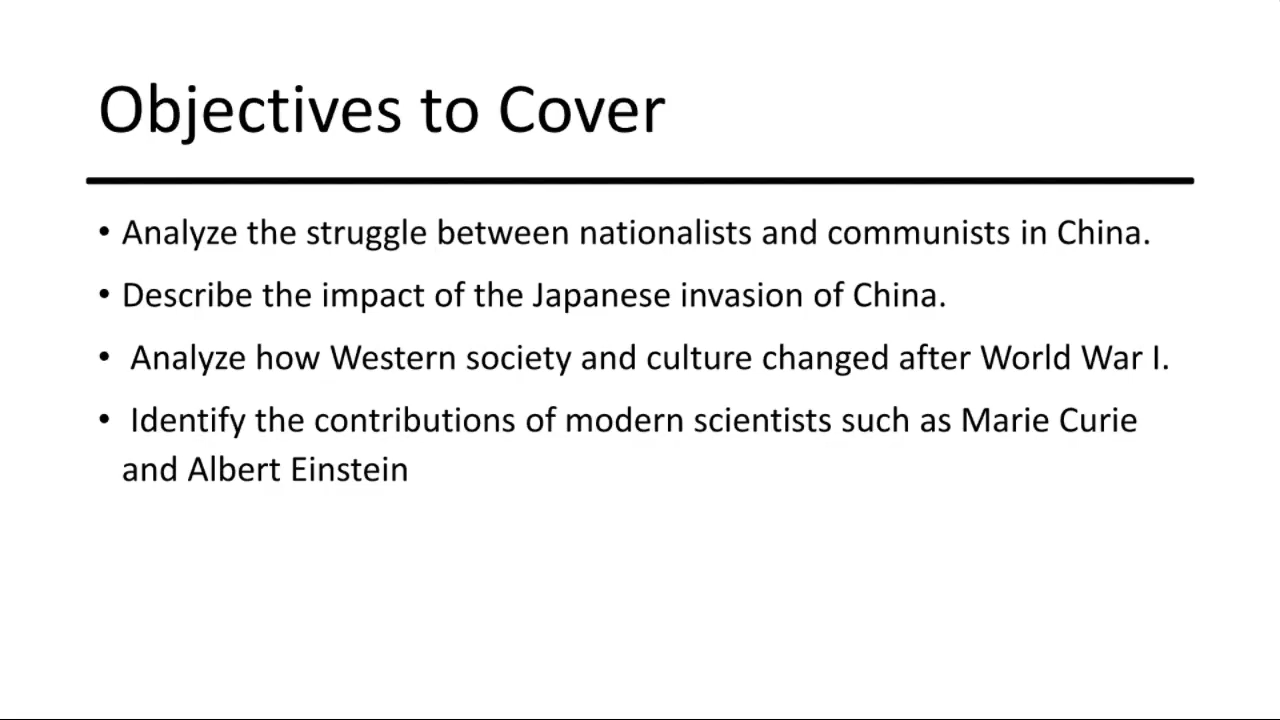 Objectives to Cover
• Analyze the struggle between nationalists and communists in China.
• Describe the impact of the Japanese invasion of China.
• Analyze how Western society and culture changed after World War I.
• Identify the contributions of modern scientists such as Marie Curie
and Albert Einstein